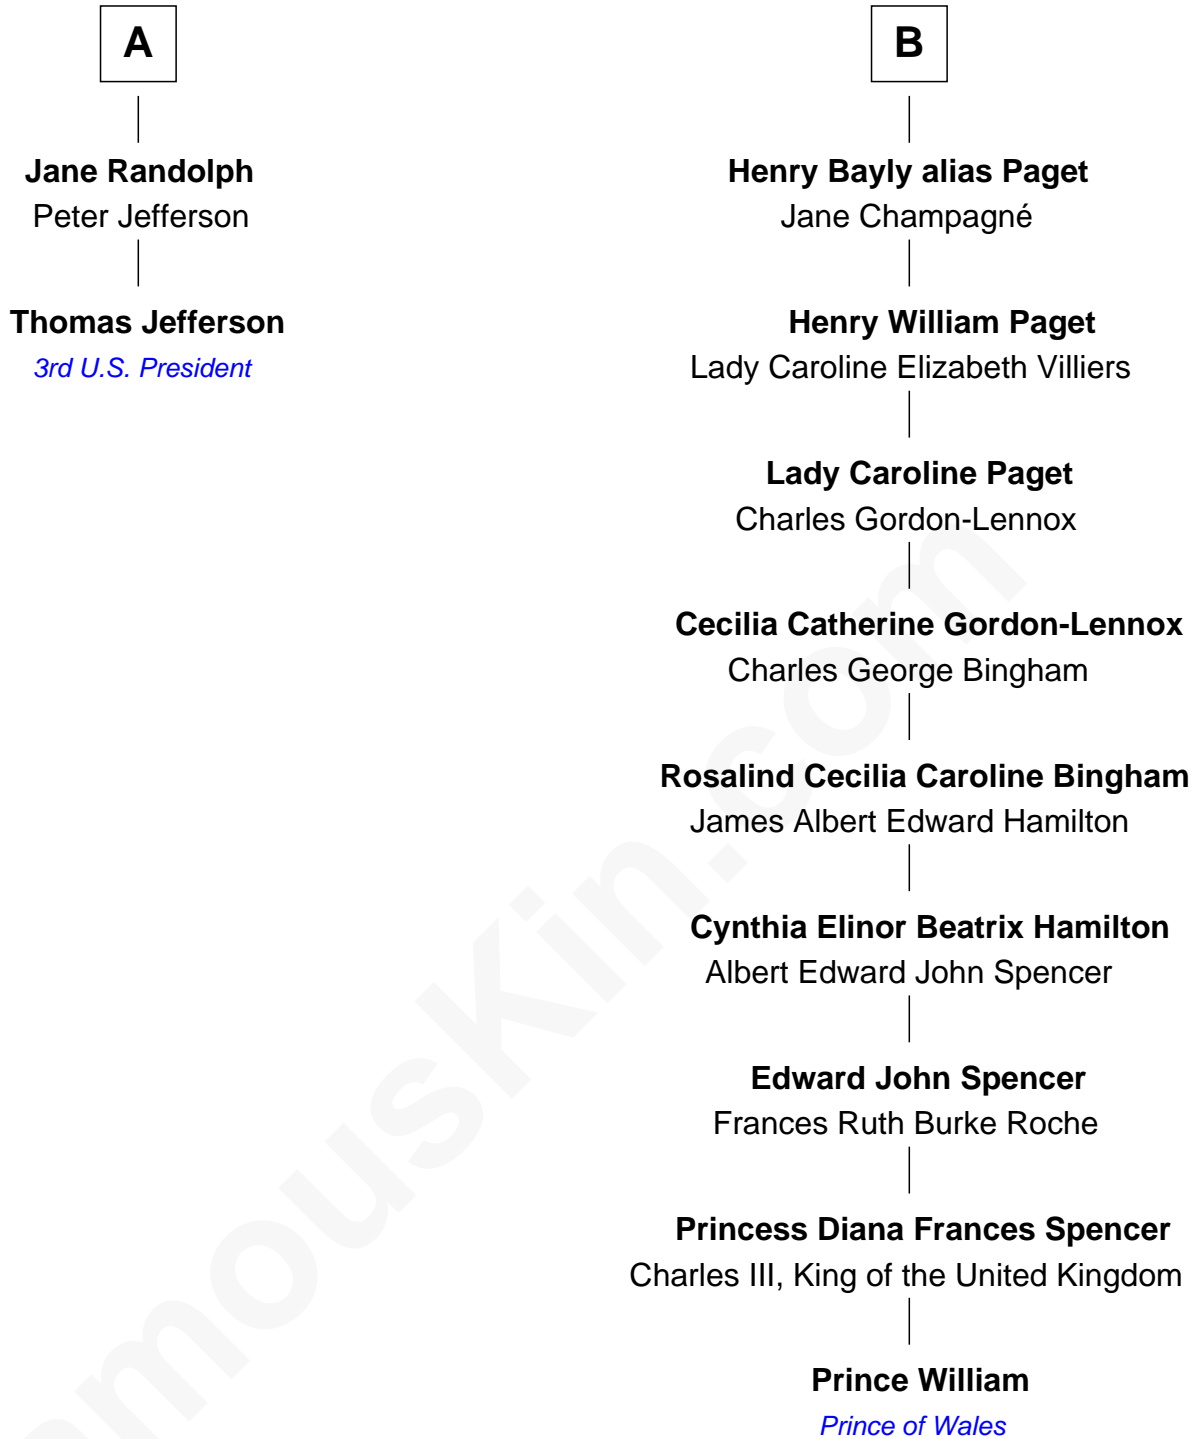 A
Jane Randolph
Peter Jefferson
Thomas Jefferson
3rd U.S. President
B
Henry Bayly alias Paget
Jane Champagné
Henry William Paget
Lady Caroline Elizabeth Villiers
Lady Caroline Paget
Charles Gordon-Lennox
Cecilia Catherine Gordon-Lennox
Charles George Bingham
Rosalind Cecilia Caroline Bingham
James Albert Edward Hamilton
Cynthia Elinor Beatrix Hamilton
Albert Edward John Spencer
Edward John Spencer
Frances Ruth Burke Roche
Princess Diana Frances Spencer
Charles III, King of the United Kingdom
Prince William
Prince of Wales
amouskin.com